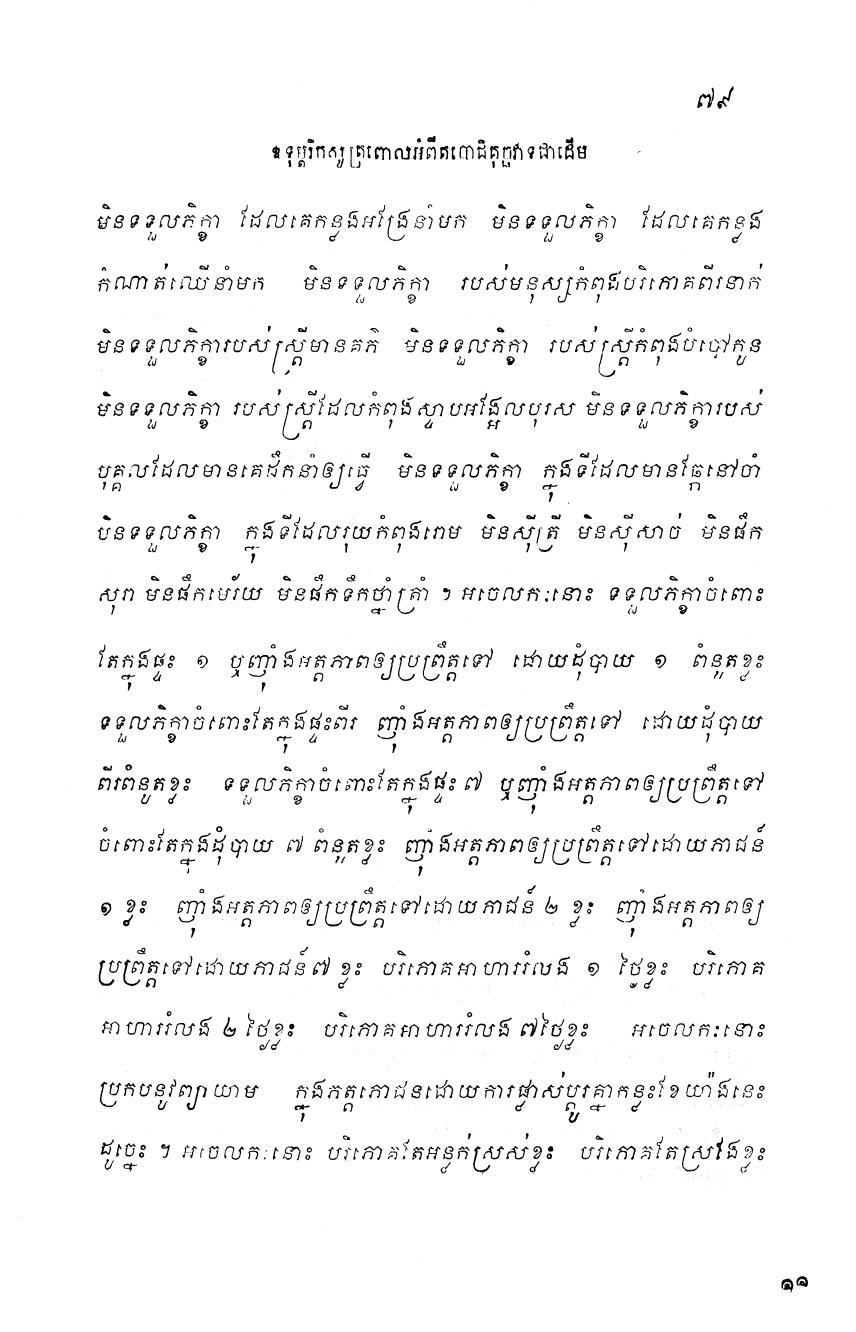 ៧៩
ឧទុម្ពរិកសូត្រពោលអំពីតបោជិគុច្ឆវាទជាដើម
មិនទទួលភិក្ខា ដែលគេកន្លងអង្រែនាំមក មិនទទួលភិក្ខា ដែលគេកន្លង
កំណាត់ឈើនាំមក មិនទទួលភិក្ខា របស់មនុស្សកំពុងបរិភោគពីរនាក់
មិនទទួលភិក្ខារបស់ស្ត្រីមានគភ៌ មិនទទួលភិក្ខា របស់ស្ត្រីកំពុងបំបៅកូន
មិនទទួលភិក្ខា របស់ស្ត្រីដែលកំពុងស្ទាបអង្អែលបុរស មិនទទួលភិក្ខារបស់
បុគ្គលដែលមានគេដឹកនាំឲ្យធ្វើ មិនទទួលភិក្ខា ក្នុងទីដែលមានឆ្កែនៅចាំ
មិនទទួលភិក្ខា ក្នុងទីដែលរុយកំពុងរោម មិនស៊ីត្រី មិនស៊ីសាច់ មិនផឹក
សុរា មិនផឹកមេរ័យ មិនផឹកទឹកថ្នាំត្រាំ ។ អចេលកៈនោះ ទទួលភិក្ខាចំពោះ
តែក្នុងផ្ទះ ១ ឬញ៉ាំងអត្តភាពឲ្យប្រព្រឹត្តទៅ ដោយដុំបាយ ១ ពំនូតខ្លះ
ទទួលភិក្ខាចំពោះតែក្នុងផ្ទះពីរ ញ៉ាំងអត្តភាពឲ្យប្រព្រឹត្តទៅ ដោយដុំបាយ
ពីរពំនូតខ្លះ ទទួលភិក្ខាចំពោះតែក្នុងផ្ទះ ៧ ឬញ៉ាំងអត្តភាពឲ្យប្រព្រឹត្តទៅ
ចំពោះតែក្នុងដុំបាយ ៧ ពំនូតខ្លះ ញ៉ាំងអត្តភាពឲ្យប្រព្រឹត្តទៅដោយភាជន៍
១ ខ្លះ ញ៉ាំងអត្តភាពឲ្យប្រព្រឹត្តទៅដោយភាជន៍ ២ ខ្លះ ញ៉ាំងអត្តភាពឲ្យ
ប្រព្រឹត្តទៅដោយភាជន៍ ៧ ខ្លះ បរិភោគអាហាររំលង ១ ថ្ងៃខ្លះ បរិភោគ
អាហាររំលង ២ ថ្ងៃខ្លះ បរិភោគអាហាររំលង ៧ ថ្ងៃខ្លះ អចេលកៈនោះ
ប្រកបនូវព្យាយាម ក្នុងភត្តភោជនដោយការផ្លាស់ប្តូរគ្នាកន្លះខែយ៉ាងនេះ
ដូច្នេះ ។ អចេលកៈនោះ បរិភោគតែអន្លក់ស្រស់ខ្លះ បរិភោគតែស្រងែខ្លះ
១១